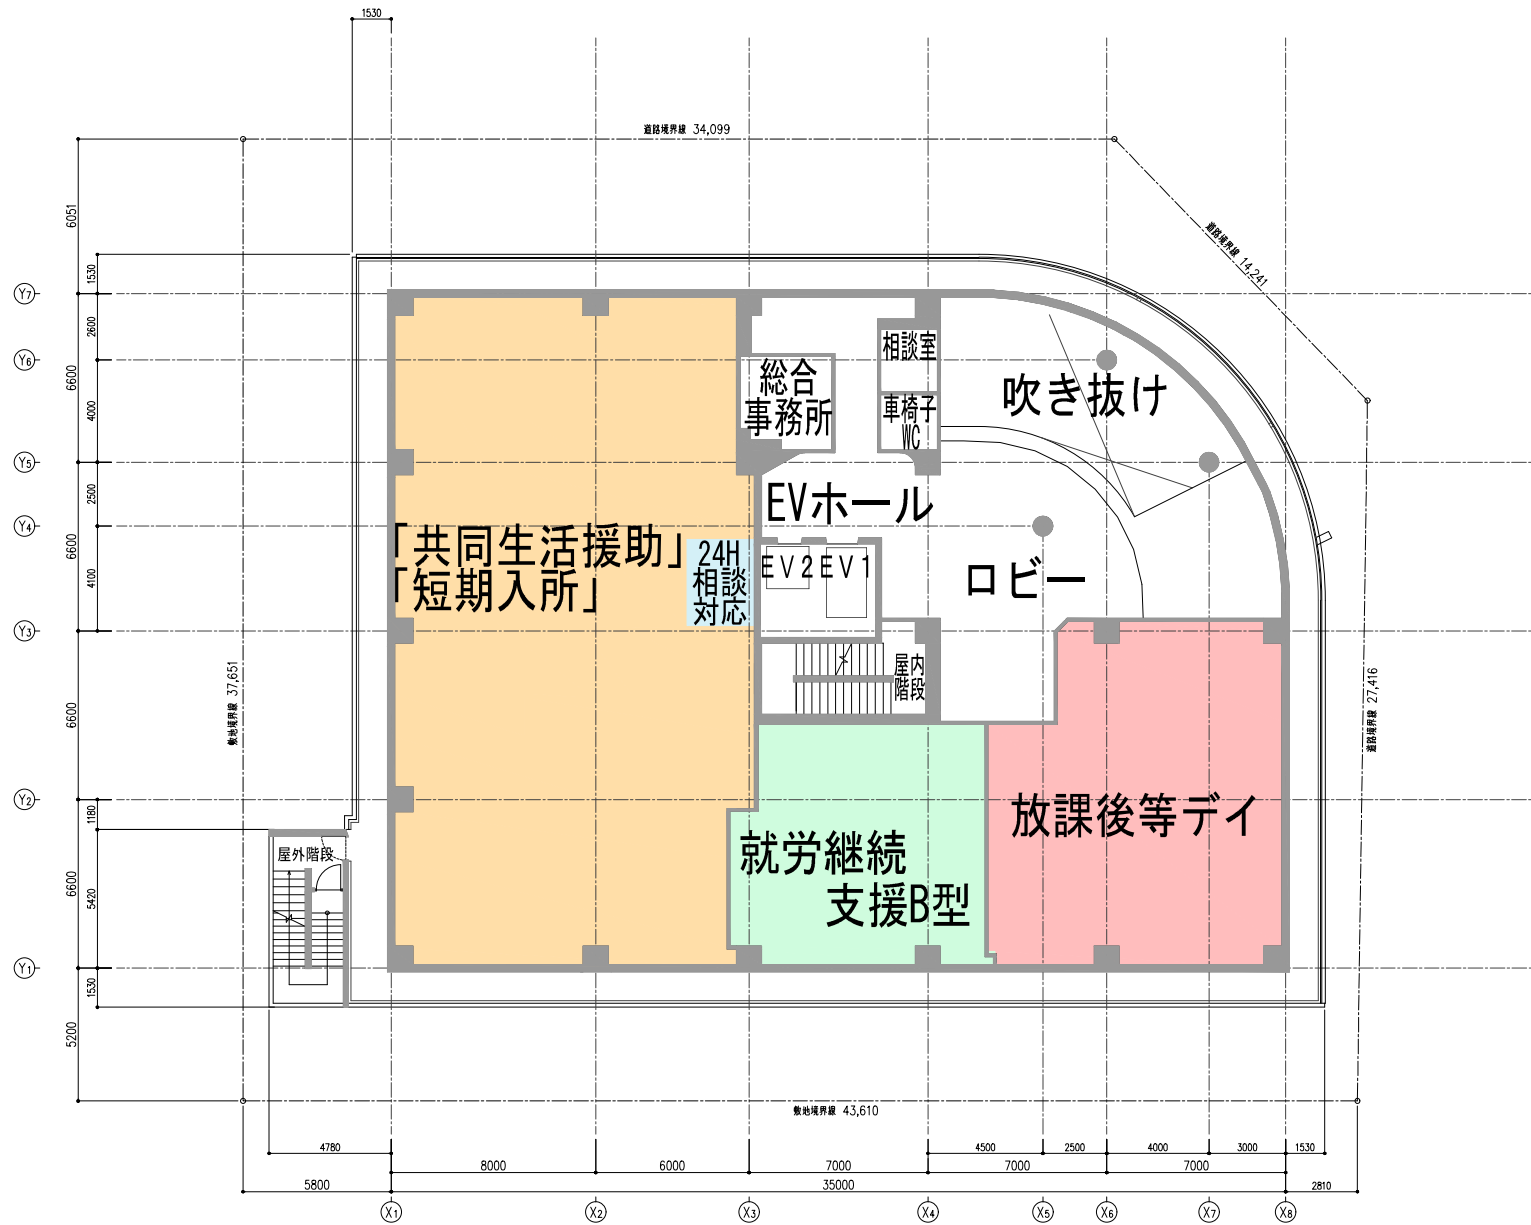 1530
道路境界線 34,099
道路境界線 14,241
6051
1530
Y7
2600
相談室
Y6
6600
総合
事務所
吹き抜け
車椅子
WC
4000
Y5
2500
EVホール
Y4
6600
「共同生活援助」
「短期入所」
24H
相談
対応
EV2
EV1
ロビー
4100
Y3
屋内
階段
敷地境界線 37,651
道路境界線 27,416
6600
Y2
1180
放課後等デイ
就労継続
支援B型
屋外階段
6600
5420
Y1
1530
5200
敷地境界線 43,610
4780
4500
2500
4000
3000
1530
8000
6000
7000
7000
7000
5800
35000
2810
X1
X2
X3
X4
X5
X6
X7
X8